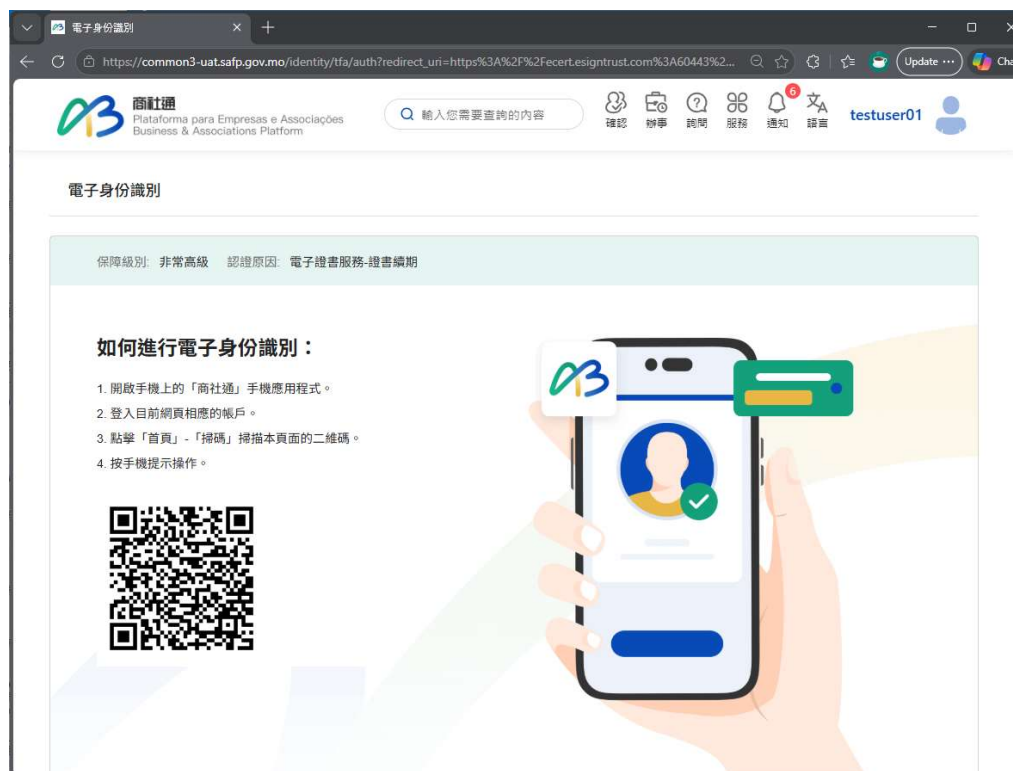 電子身份識別
https://common3-uat.safp.gov.mo/identity/tfa/auth?redirect_uri=https%3A%2F%2Fecert.esigntrust.com%3A60443%2...
Update
Cha
商社通
Plataforma para Empresas e Associações
Business & Associations Platform
輸入您需要查詢的內容
確認
辦事
詢問
服務
6
通知
語言
testuser01
電子身份識別
保障級別: 非常高級 認證原因: 電子證書服務-證書續期
如何進行電子身份識別：
1. 開啟手機上的「商社通」手機應用程式。
2. 登入目前網頁相應的帳戶。
3. 點擊「首頁」-「掃碼」掃描本頁面的二維碼。
4. 按手機提示操作。